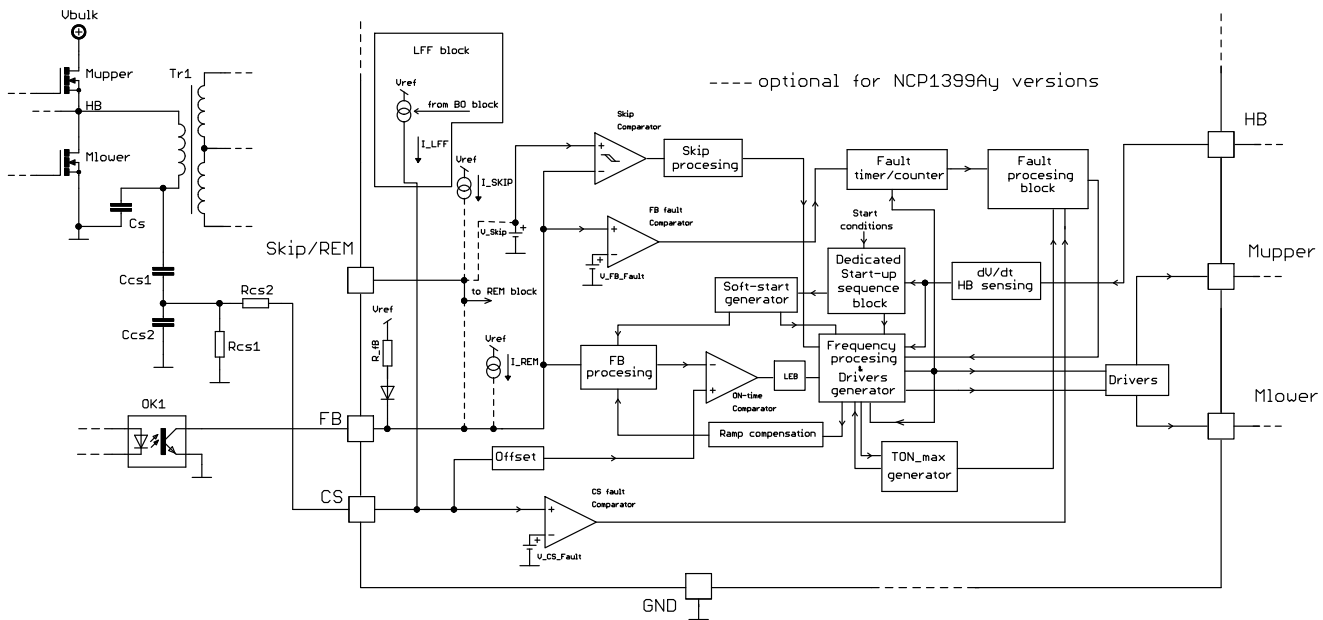 Vbulk
Mupper
HB
Mlower
Tr1
Cs
Ccs1
Ccs2
Rcs2
Rcs1
OK1
Skip/REM
FB
CS
GND
LFF block
Vref
from BO block
I_LFF
Vref
I_SKIP
V_Skip
to REM block
Vref
R_fB
Vref
I_REM
---- optional for NCP1399Ay versions
Skip
Comparator
Skip
procesing
FB fault
Comparator
V_FB_Fault
Fault
timer/counter
Fault
procesing
block
Start
conditions
Dedicated
Start-up
sequence
block
dV/dt
HB sensing
Soft-start
generator
FB
procesing
ON-time
Comparator
LEB
Frequency
procesing
&
Drivers
generator
Ramp compensation
TON_max
generator
Offset
CS fault
Comparator
V_CS_Fault
Drivers
HB
Mupper
Mlower